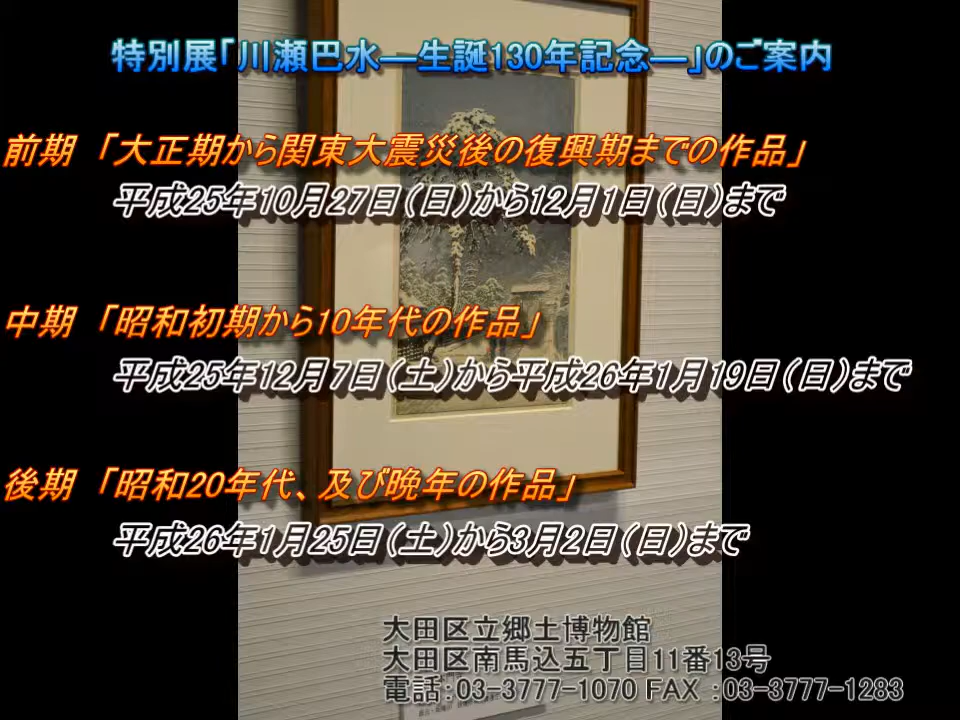 特別展「川瀬巴水―生誕130年記念―」のご案内
前期 「大正期から関東大震災後の復興期までの作品」
平成25年10月27日(日)から12月1日(日)まで
中期 「昭和初期から10年代の作品」
平成25年12月7日(土)から平成26年1月19日(日)まで
後期 「昭和20年代、及び晩年の作品」
平成26年1月25日(土)から3月2日(日)まで
大田区立郷土博物館
大田区南馬込五丁目11番13号
電話:03-3777-1070 FAX :03-3777-1283